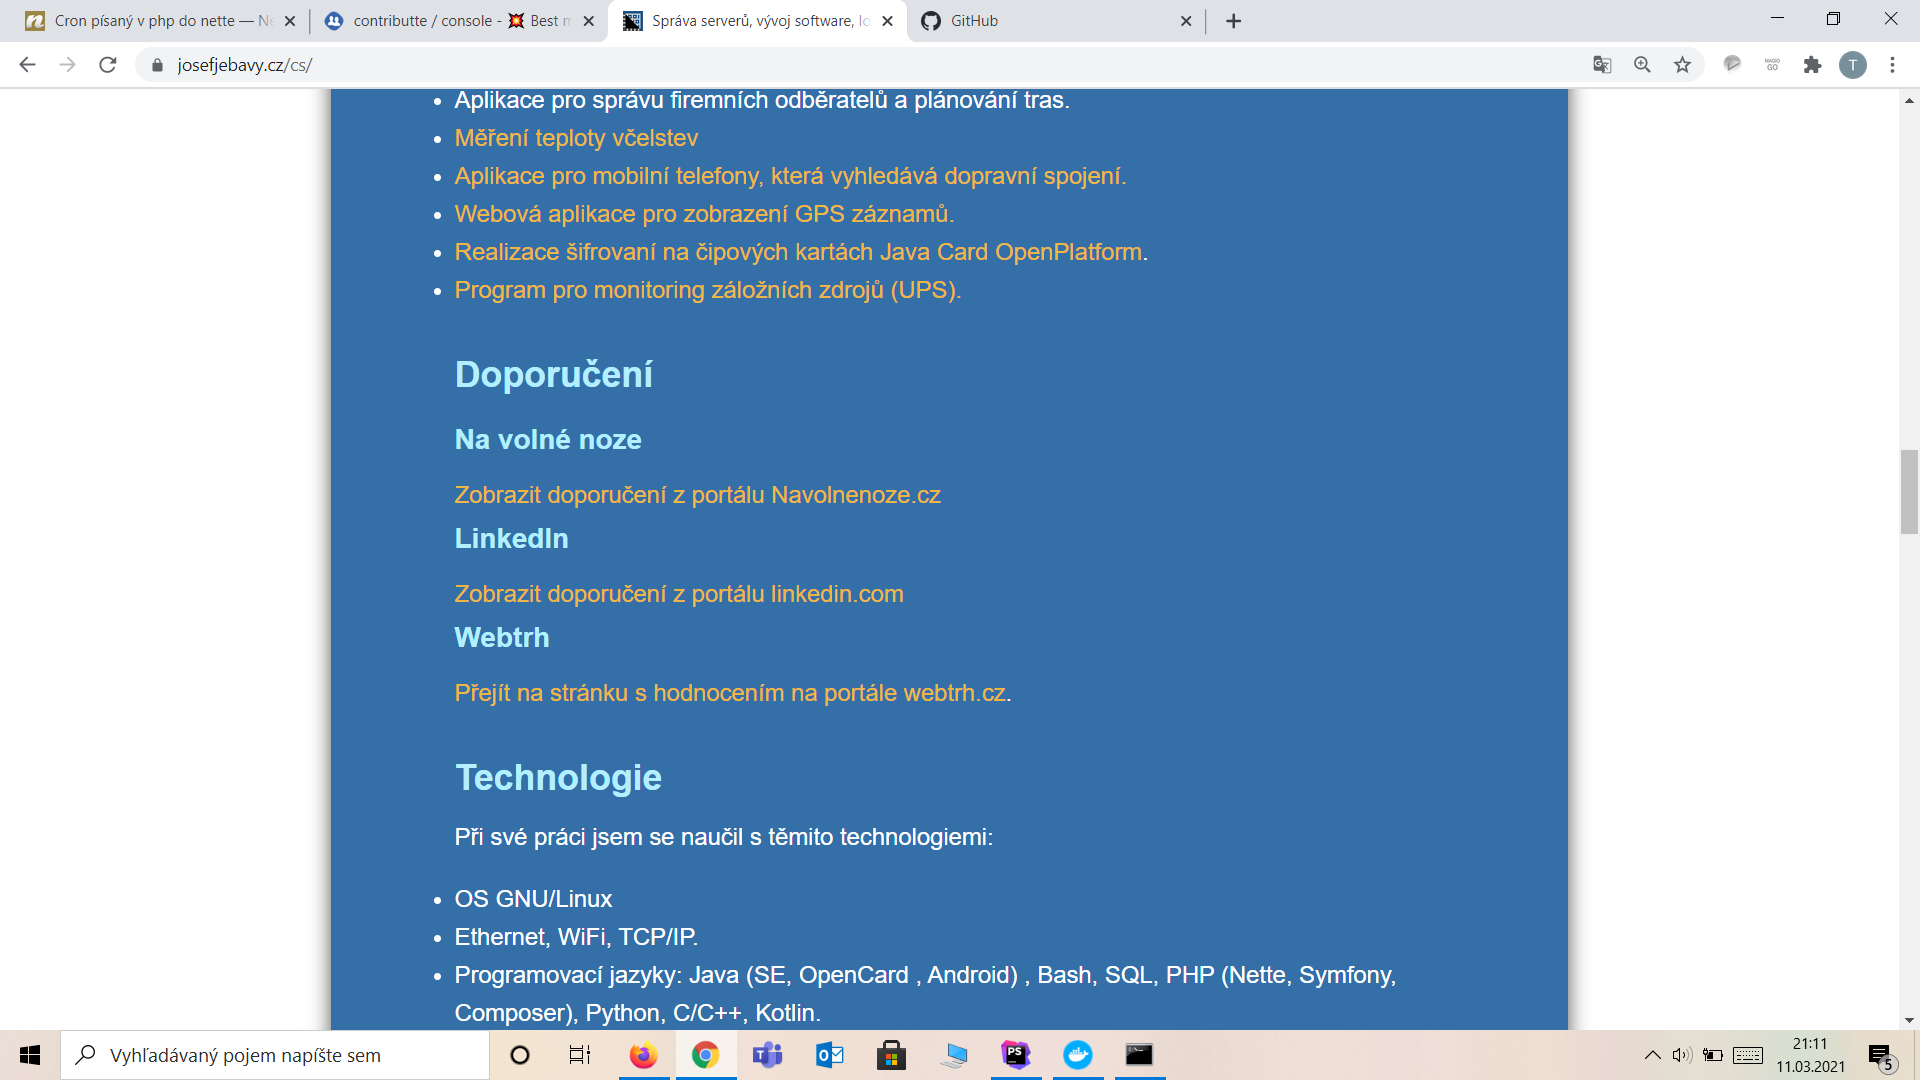 Cron písaný v php do nette — Ne
contributte / console - 💥 Best m
Správa serverů, vývoj software, lo
GitHub
josefjebavy.cz/cs/
MAGIC GO
T
Aplikace pro správu firemních odběratelů a plánování tras.
Měření teploty včelstev
Aplikace pro mobilní telefony, která vyhledává dopravní spojení.
Webová aplikace pro zobrazení GPS záznamů.
Realizace šifrovaní na čipových kartách Java Card OpenPlatform.
Program pro monitoring záložních zdrojů (UPS).
Doporučení
Na volné noze
Zobrazit doporučení z portálu Navolnenoze.cz
LinkedIn
Zobrazit doporučení z portálu linkedin.com
Webtrh
Přejít na stránku s hodnocením na portále webtrh.cz.
Technologie
Při své práci jsem se naučil s těmito technologiemi:
OS GNU/Linux
Ethernet, WiFi, TCP/IP.
Programovací jazyky: Java (SE, OpenCard , Android) , Bash, SQL, PHP (Nette, Symfony,
Composer), Python, C/C++, Kotlin.
Vyhľadávaný pojem napíšte sem
PS
21:11
11.03.2021
5